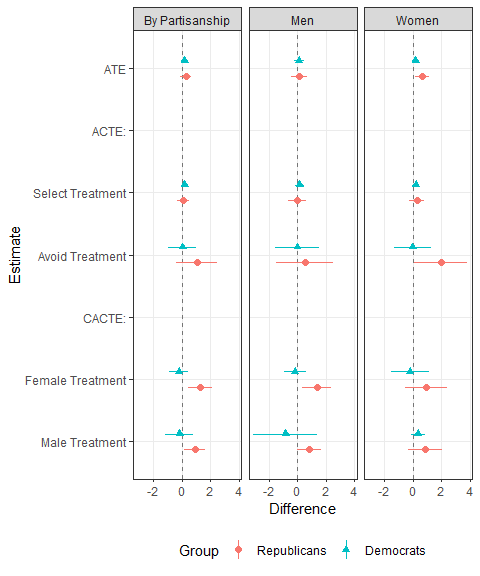 By Partisanship Men Women
ATE
ACTE:
Select Treatment
Avoid Treatment
CACTE:
Female Treatment
Male Treatment
Estimate
-2 0 2 4 -2 0 2 4 -2 0 2 4
Difference
Group Republicans Democrats